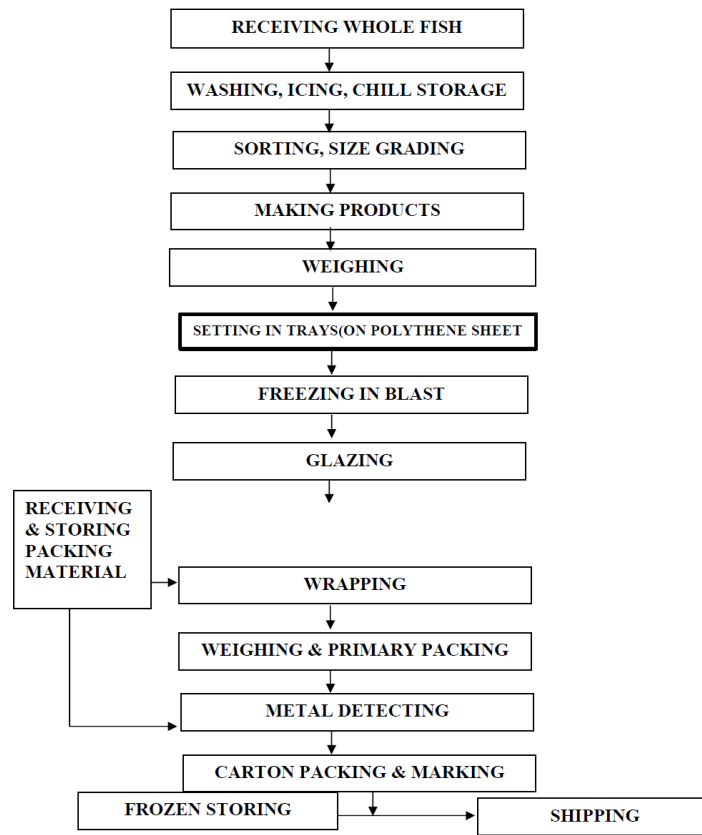 RECEIVING WHOLE FISH
WASHING, ICING, CHILL STORAGE
SORTING, SIZE GRADING
MAKING PRODUCTS
WEIGHING
SETTING IN TRAYS(ON POLYTHENE SHEET
FREEZING IN BLAST
GLAZING
RECEIVING
& STORING
PACKING
MATERIAL
WRAPPING
WEIGHING & PRIMARY PACKING
METAL DETECTING
CARTON PACKING & MARKING
FROZEN STORING
SHIPPING